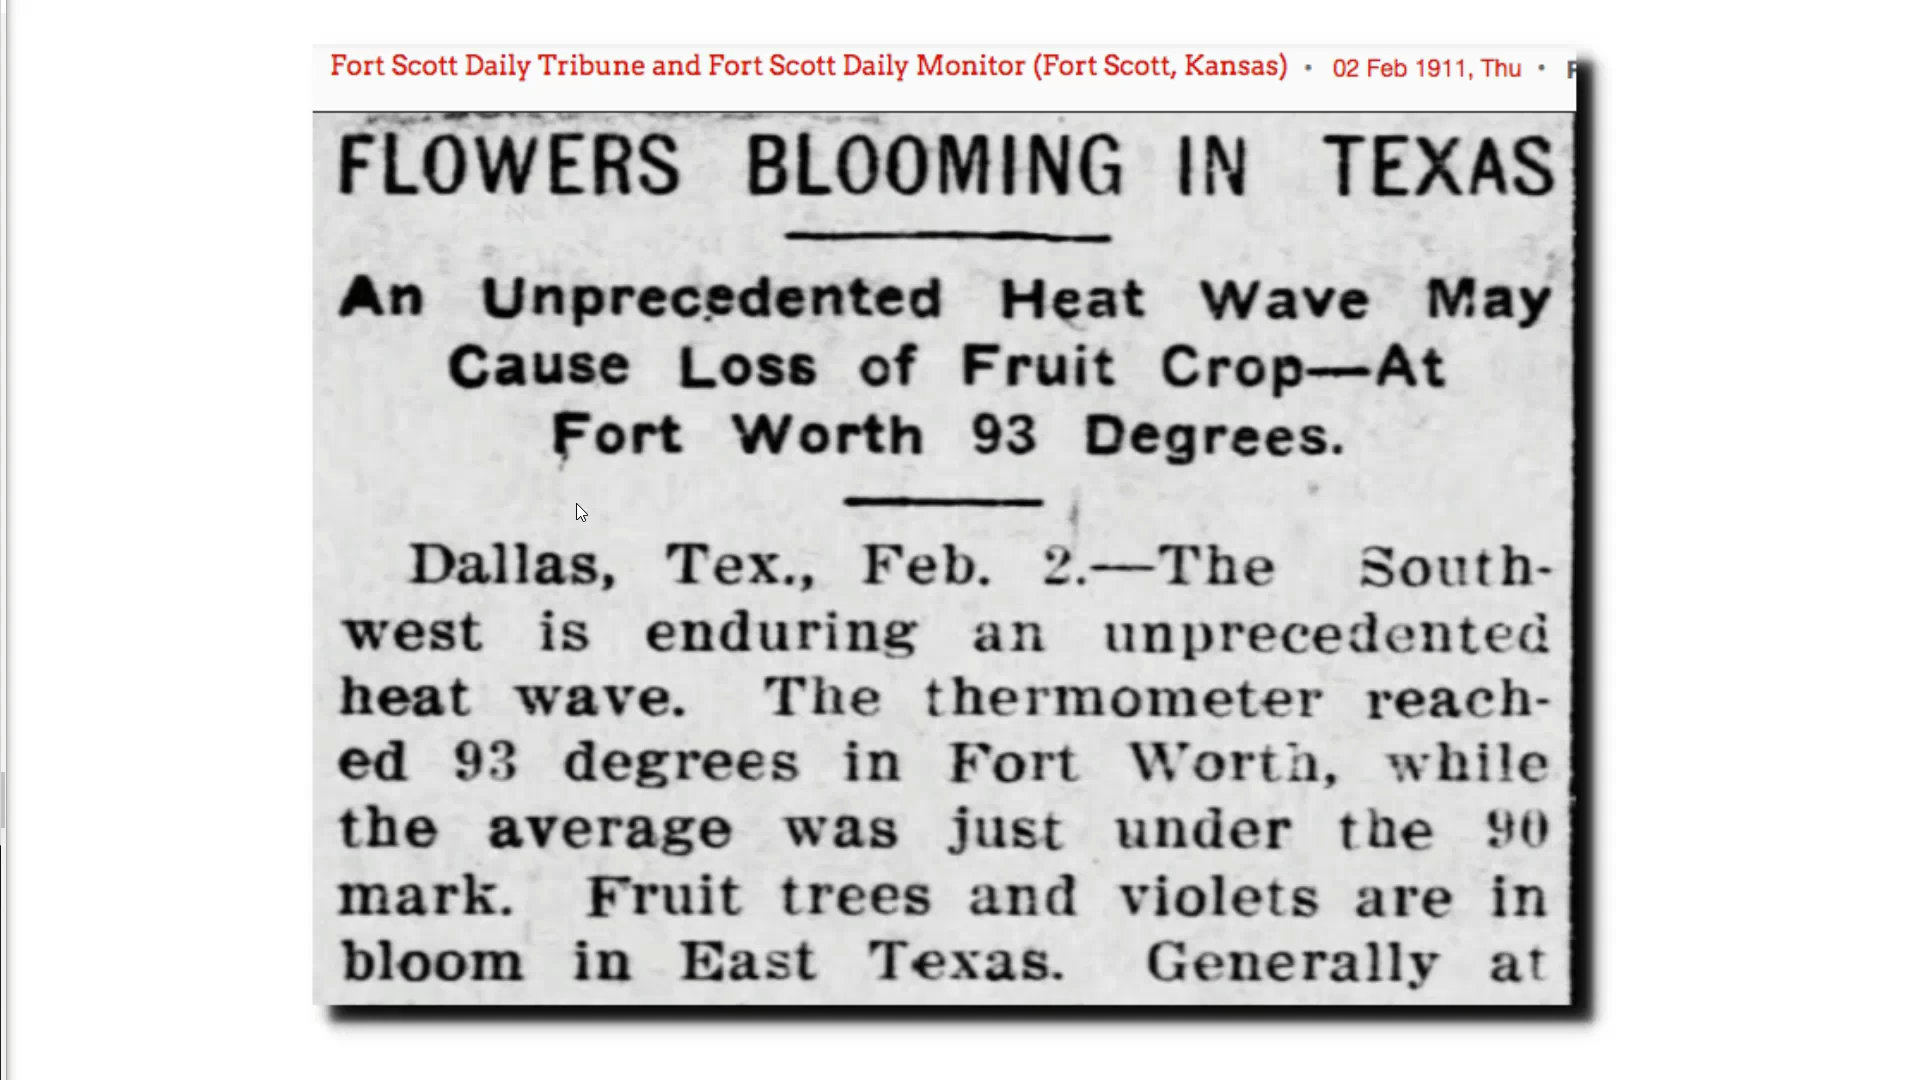 Fort Scott Daily Tribune and Fort Scott Daily Monitor (Fort Scott, Kansas) • 02 Feb 1911, Thu •
FLOWERS BLOOMING IN TEXAS
An Unprecedented Heat Wave May
Cause Loss of Fruit Crop—At
Fort Worth 93 Degrees.
Dallas, Tex., Feb. 2.—The South-
west is enduring an unprecedented
heat wave. The thermometer reach-
ed 93 degrees in Fort Worth, while
the average was just under the 90
mark. Fruit trees and violets are in
bloom in East Texas. Generally at